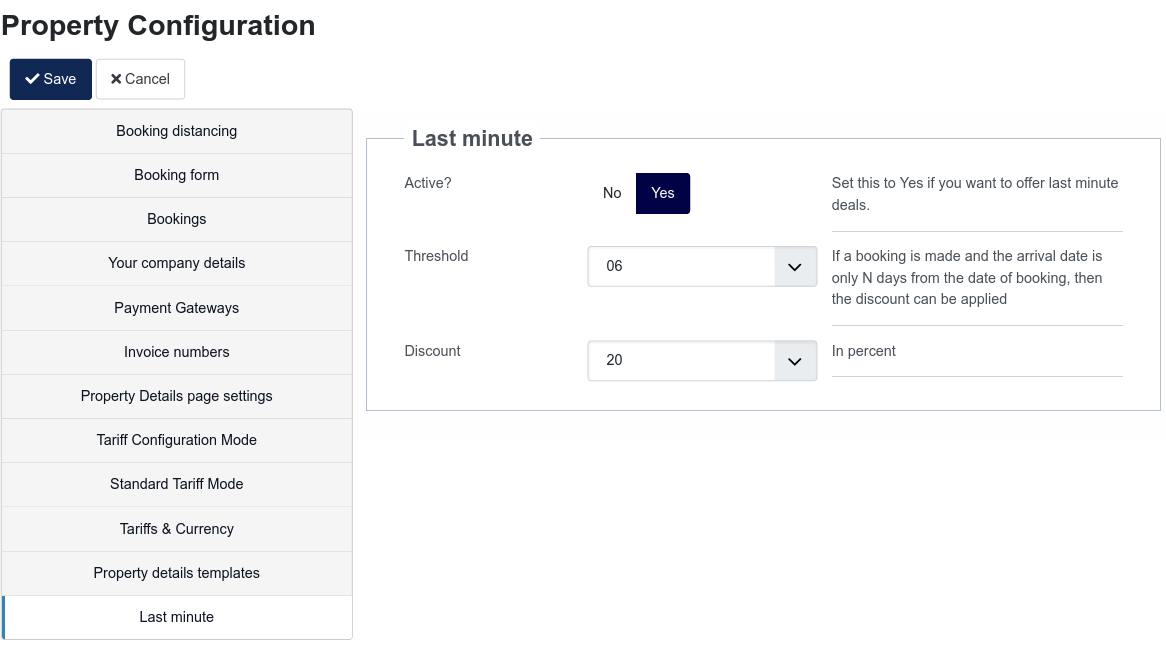 Property Configuration
Save
Cancel
Booking distancing
Booking form
Bookings
Your company details
Payment Gateways
Invoice numbers
Property Details page settings
Tariff Configuration Mode
Standard Tariff Mode
Tariffs & Currency
Property details templates
Last minute
Last minute
Active?
No Yes
Set this to Yes if you want to offer last minute
deals.
Threshold
06
If a booking is made and the arrival date is
only N days from the date of booking, then
the discount can be applied
Discount
20
In percent